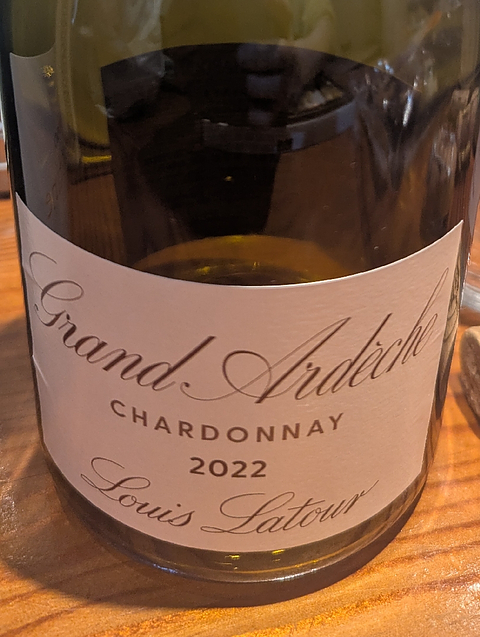 Grand Ardèche
CHARDONNAY
2022
Louis Latour